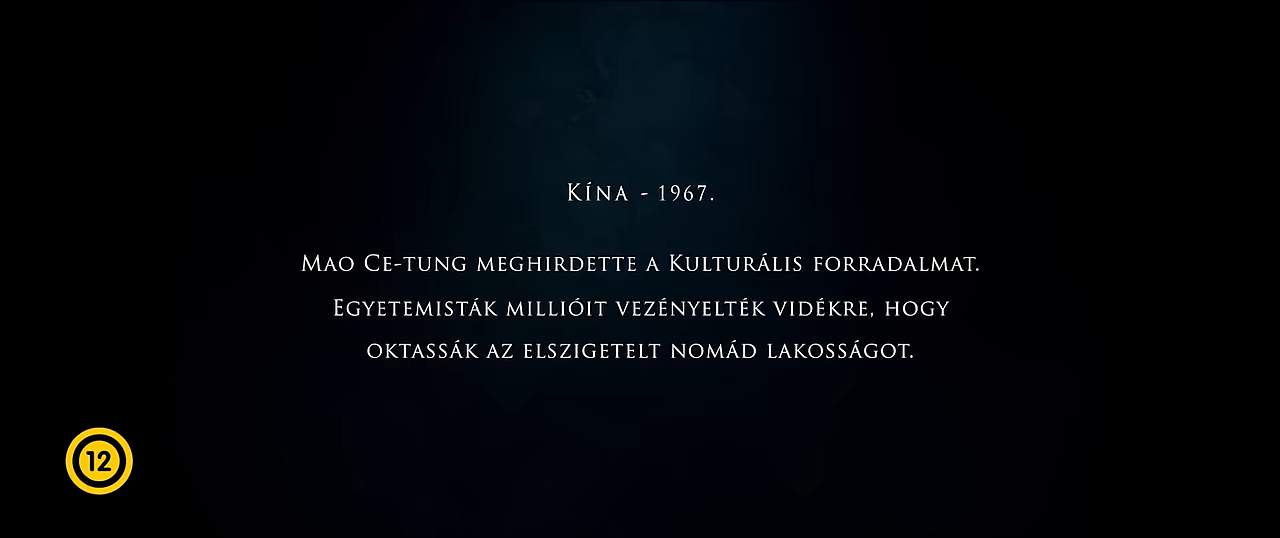 Kína - 1967.
Mao Ce-tung meghirdette a Kulturális forradalmat.
Egyetemisták millióit vezényelték vidékre, hogy
oktassák az elszigetelt nomád lakosságot.
12